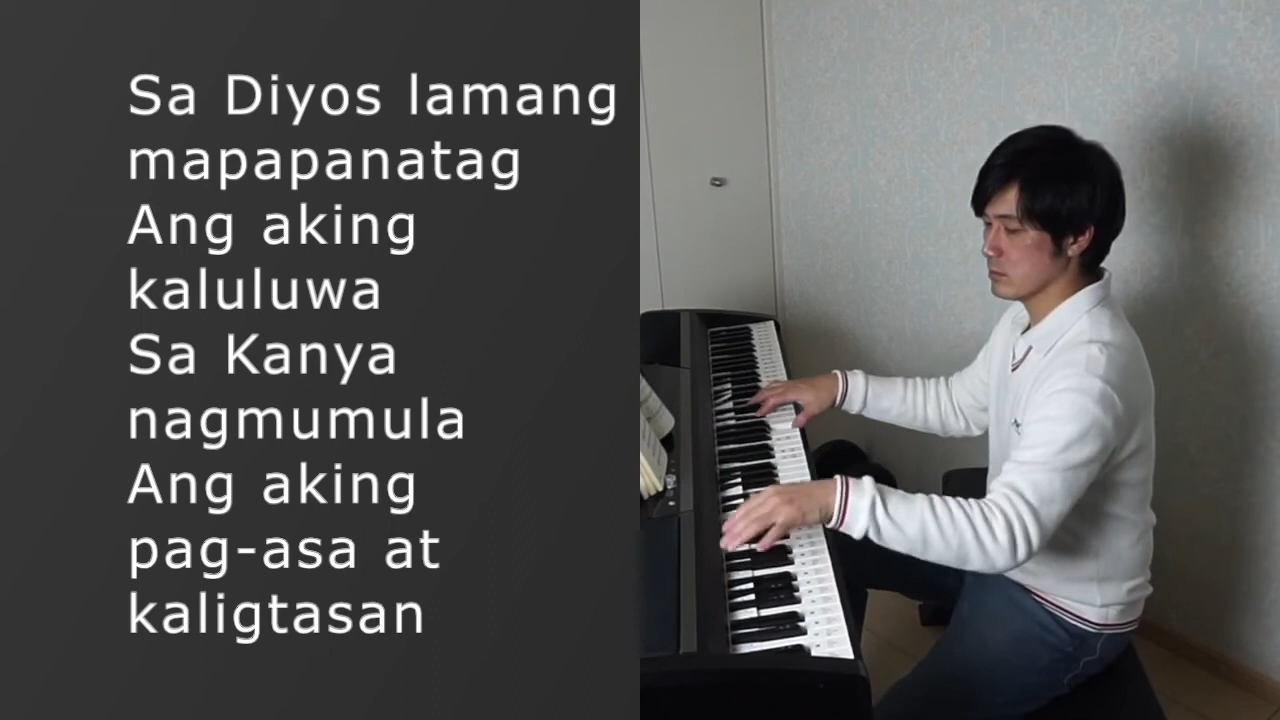 Sa Diyos lamang
mapapanatag
Ang aking
kaluluwa
Sa Kanya
nagmumula
Ang aking
pag-asa at
kaligtasan